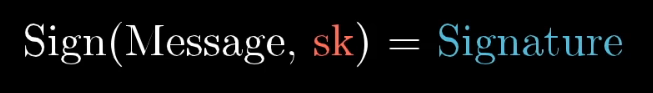 Sign(Message, sk) = Signature